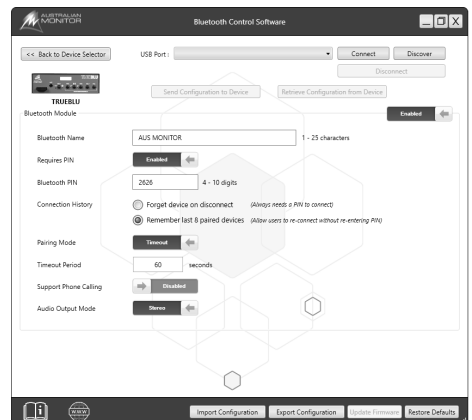 AUSTRALIAN
MONITOR
Bluetooth Control Software
<< Back to Device Selector
USB Port :
Connect
Discover
Disconnect
Send Configuration to Device
Retrieve Configuration from Device
TRUEBLU
Bluetooth Module
Enabled
Bluetooth Name
AUS MONITOR
1 - 25 characters
Requires PIN
Enabled
Bluetooth PIN
2626
4 - 10 digits
Connection History
Forget device on disconnect
(Always needs a PIN to connect)
Remember last 8 paired devices
(Allow users to re-connect without re-entering PIN)
Pairing Mode
Timeout
Timeout Period
60
seconds
Support Phone Calling
Disabled
Audio Output Mode
Stereo
i
WWW
Import Configuration
Export Configuration
Update Firmware
Restore Defaults